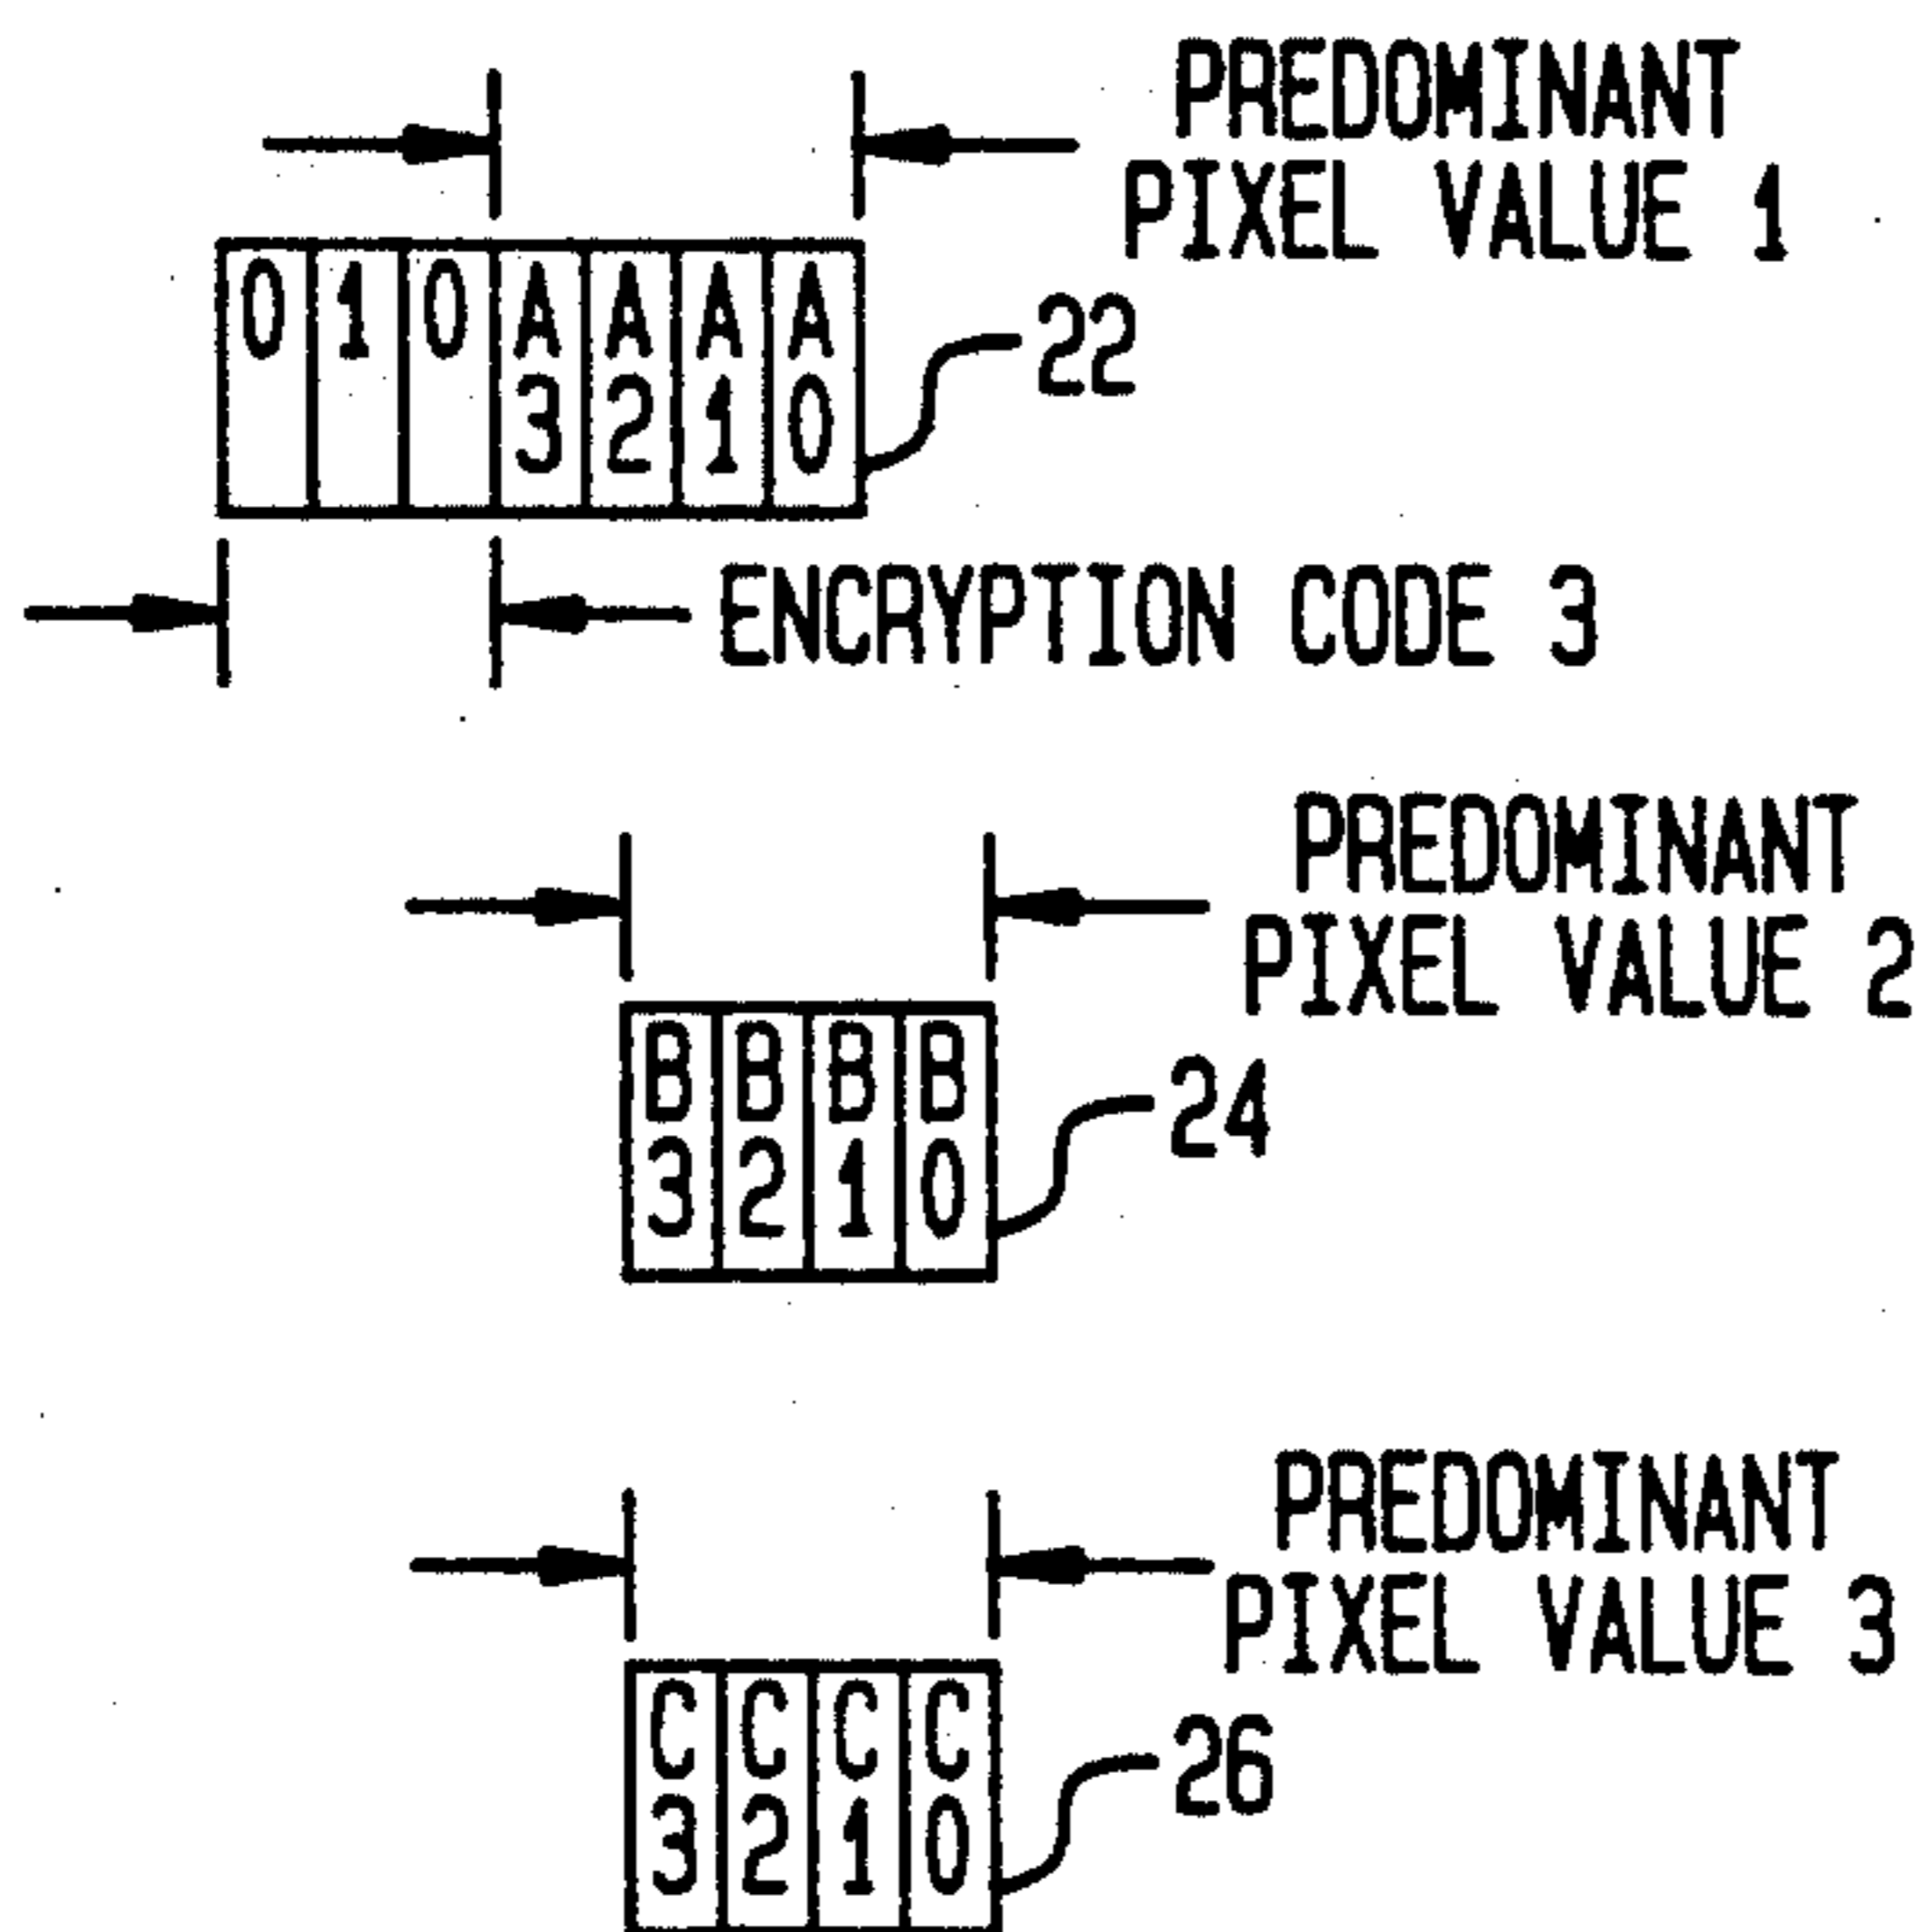 PREDOMINANT
PIXEL VALUE 1
0 1 0 A A A A
3 2 1 0
22
ENCRYPTION CODE 3
PREDOMINANT
PIXEL VALUE 2
B B B B
3 2 1 0
24
PREDOMINANT
PIXEL VALUE 3
C C C C
3 2 1 0
26